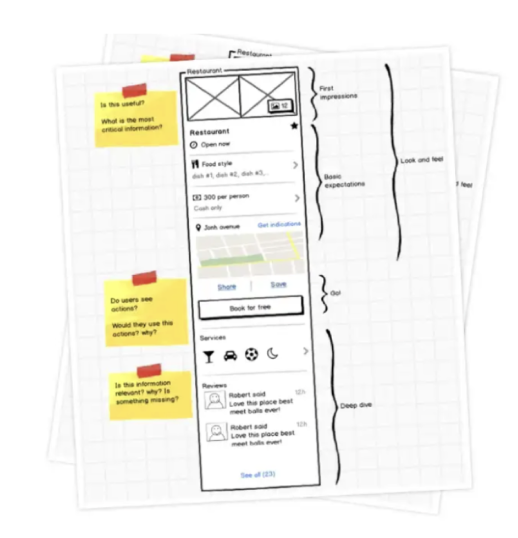 Restaurant
Restaurant
12
Restaurant
Open now
Food style
dish #1, dish #2, dish #3,..
300 per person
Cash only
Josh avenue
Get indications
Share
Save
Book for free
Services
Reviews
Robert said
12h
Love this place best
meet balls ever!
Robert said
12h
Love this place best
meet balls ever!
See all (23)
Is this useful?
What is the most
critical information?
Do users see
actions?
Would they use this
actions? why?
Is this information
relevant? why? Is
something missing?
First
impressions
Basic
expectations
Look and feel
feel
Go!
Deep dive